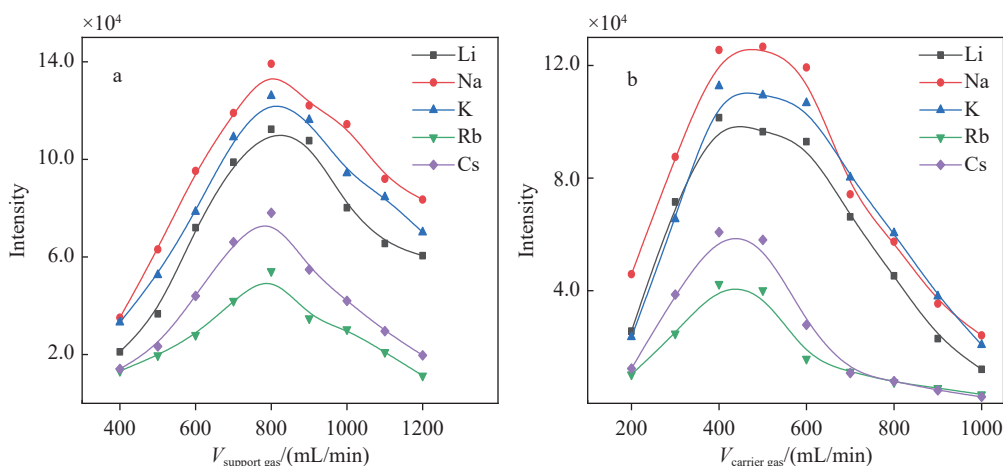 ×10⁴
14.0
10.0
6.0
2.0
Intensity
a
Li
Na
K
Rb
Cs
400 600 800 1000 1200
V support gas/(mL/min)
×10⁴
12.0
8.0
4.0
Intensity
b
Li
Na
K
Rb
Cs
200 400 600 800 1000
V carrier gas/(mL/min)